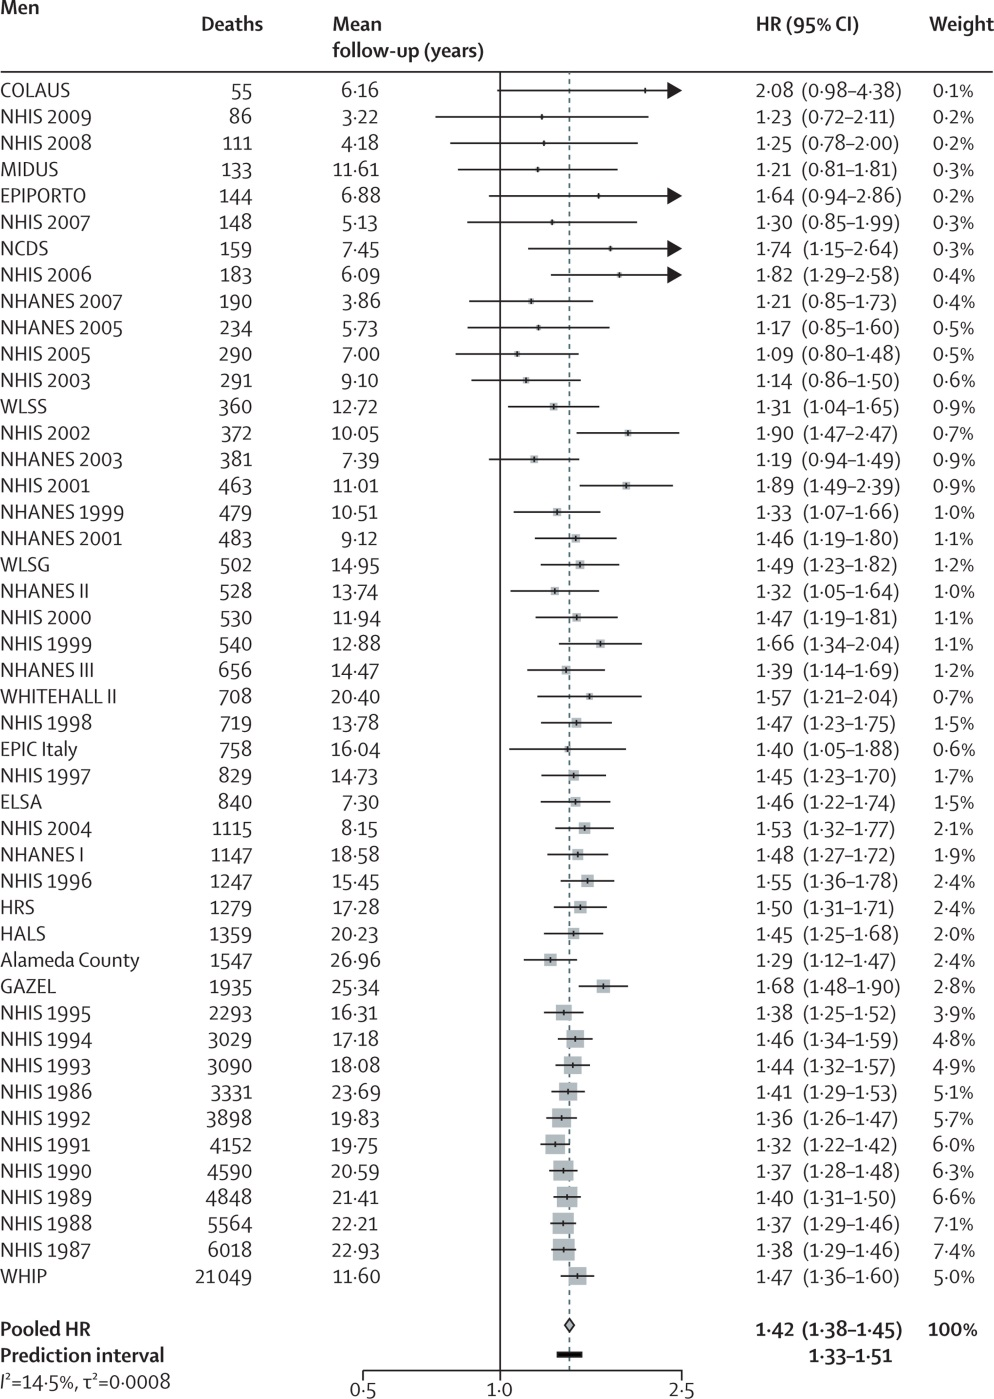 Men
Deaths Mean follow-up (years) HR (95% CI) Weight
COLAUS 55 6·16 2·08 (0·98–4·38) 0·1%
NHIS 2009 86 3·22 1·23 (0·72–2·11) 0·2%
NHIS 2008 111 4·18 1·25 (0·78–2·00) 0·2%
MIDUS 133 11·61 1·21 (0·81–1·81) 0·3%
EPIPORTO 144 6·88 1·64 (0·94–2·86) 0·2%
NHIS 2007 148 5·13 1·30 (0·85–1·99) 0·3%
NCDS 159 7·45 1·74 (1·15–2·64) 0·3%
NHIS 2006 183 6·09 1·82 (1·29–2·58) 0·4%
NHANES 2007 190 3·86 1·21 (0·85–1·73) 0·4%
NHANES 2005 234 5·73 1·17 (0·85–1·60) 0·5%
NHIS 2005 290 7·00 1·09 (0·80–1·48) 0·5%
NHIS 2003 291 9·10 1·14 (0·86–1·50) 0·6%
WLSS 360 12·72 1·31 (1·04–1·65) 0·9%
NHIS 2002 372 10·05 1·90 (1·47–2·47) 0·7%
NHANES 2003 381 7·39 1·19 (0·94–1·49) 0·9%
NHIS 2001 463 11·01 1·89 (1·49–2·39) 0·9%
NHANES 1999 479 10·51 1·33 (1·07–1·66) 1·0%
NHANES 2001 483 9·12 1·46 (1·19–1·80) 1·1%
WLSG 502 14·95 1·49 (1·23–1·82) 1·2%
NHANES II 528 13·74 1·32 (1·05–1·64) 1·0%
NHIS 2000 530 11·94 1·47 (1·19–1·81) 1·1%
NHIS 1999 540 12·88 1·66 (1·34–2·04) 1·1%
NHANES III 656 14·47 1·39 (1·14–1·69) 1·2%
WHITEHALL II 708 20·40 1·57 (1·21–2·04) 0·7%
NHIS 1998 719 13·78 1·47 (1·23–1·75) 1·5%
EPIC Italy 758 16·04 1·40 (1·05–1·88) 0·6%
NHIS 1997 829 14·73 1·45 (1·23–1·70) 1·7%
ELSA 840 7·30 1·46 (1·22–1·74) 1·5%
NHIS 2004 1115 8·15 1·53 (1·32–1·77) 2·1%
NHANES I 1147 18·58 1·48 (1·27–1·72) 1·9%
NHIS 1996 1247 15·45 1·55 (1·36–1·78) 2·4%
HRS 1279 17·28 1·50 (1·31–1·71) 2·4%
HALS 1359 20·23 1·45 (1·25–1·68) 2·0%
Alameda County 1547 26·96 1·29 (1·12–1·47) 2·4%
GAZEL 1935 25·34 1·68 (1·48–1·90) 2·8%
NHIS 1995 2293 16·31 1·38 (1·25–1·52) 3·9%
NHIS 1994 3029 17·18 1·46 (1·34–1·59) 4·8%
NHIS 1993 3090 18·08 1·44 (1·32–1·57) 4·9%
NHIS 1986 3331 23·69 1·41 (1·29–1·53) 5·1%
NHIS 1992 3898 19·83 1·36 (1·26–1·47) 5·7%
NHIS 1991 4152 19·75 1·32 (1·22–1·42) 6·0%
NHIS 1990 4590 20·59 1·37 (1·28–1·48) 6·3%
NHIS 1989 4848 21·41 1·40 (1·31–1·50) 6·6%
NHIS 1988 5564 22·21 1·37 (1·29–1·46) 7·1%
NHIS 1987 6018 22·93 1·38 (1·29–1·46) 7·4%
WHIP 21049 11·60 1·47 (1·36–1·60) 5·0%
Pooled HR 1·42 (1·38–1·45) 100%
Prediction interval 1·33–1·51
I²=14·5%, τ²=0·0008
0·5 1·0 2·5